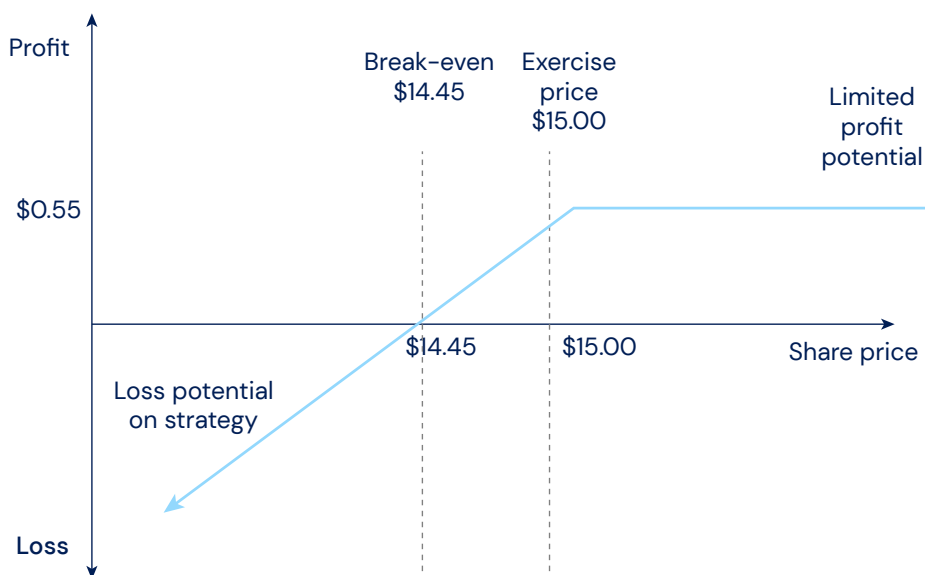 Profit
Break-even
$14.45
Exercise
price
$15.00
Limited
profit
potential
$0.55
$14.45
$15.00
Share price
Loss potential
on strategy
Loss